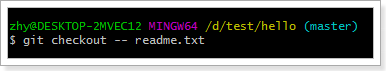 zhy@DESKTOP-2MVEC12 MINGW64 /d/test/hello (master)
$ git checkout -- readme.txt